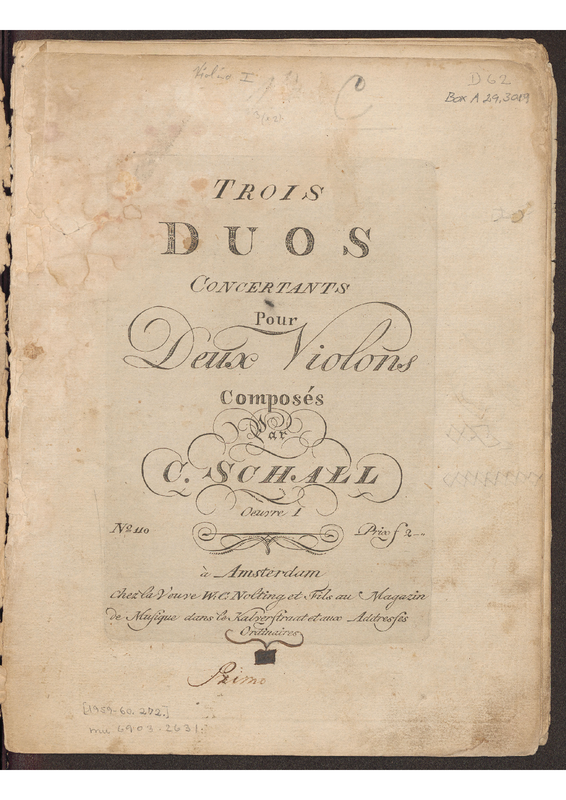 Violino I
C
D 62
Box A 29,3019
TROIS
DUOS
CONCERTANTS
Pour
Deux Violons
Composés
Par
C. SCHALL
Oeuvre I
No. 110
Prix f 2--
à Amsterdam
chez la Veuve W. C. Nolting et Fils au Magazin
de Musique dans le Kalverstraat et aux Addresses
Ordinaires
Primo
[1959-60. 272.]
mu 6903.2631.